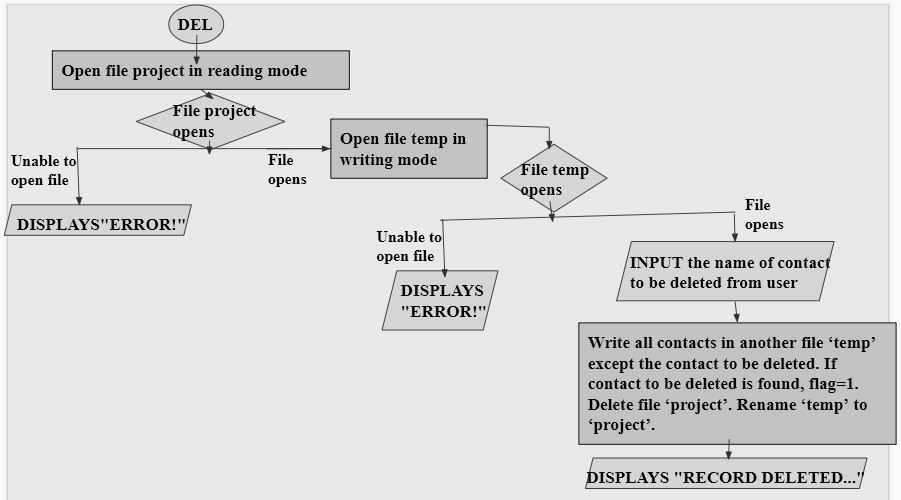 DEL
Open file project in reading mode
File project
opens
Unable to
open file
File
opens
DISPLAYS"ERROR!"
Open file temp in
writing mode
File temp
opens
Unable to
open file
File
opens
DISPLAYS
"ERROR!"
INPUT the name of contact
to be deleted from user
Write all contacts in another file ‘temp’
except the contact to be deleted. If
contact to be deleted is found, flag=1.
Delete file ‘project’. Rename ‘temp’ to
‘project’.
DISPLAYS "RECORD DELETED..."